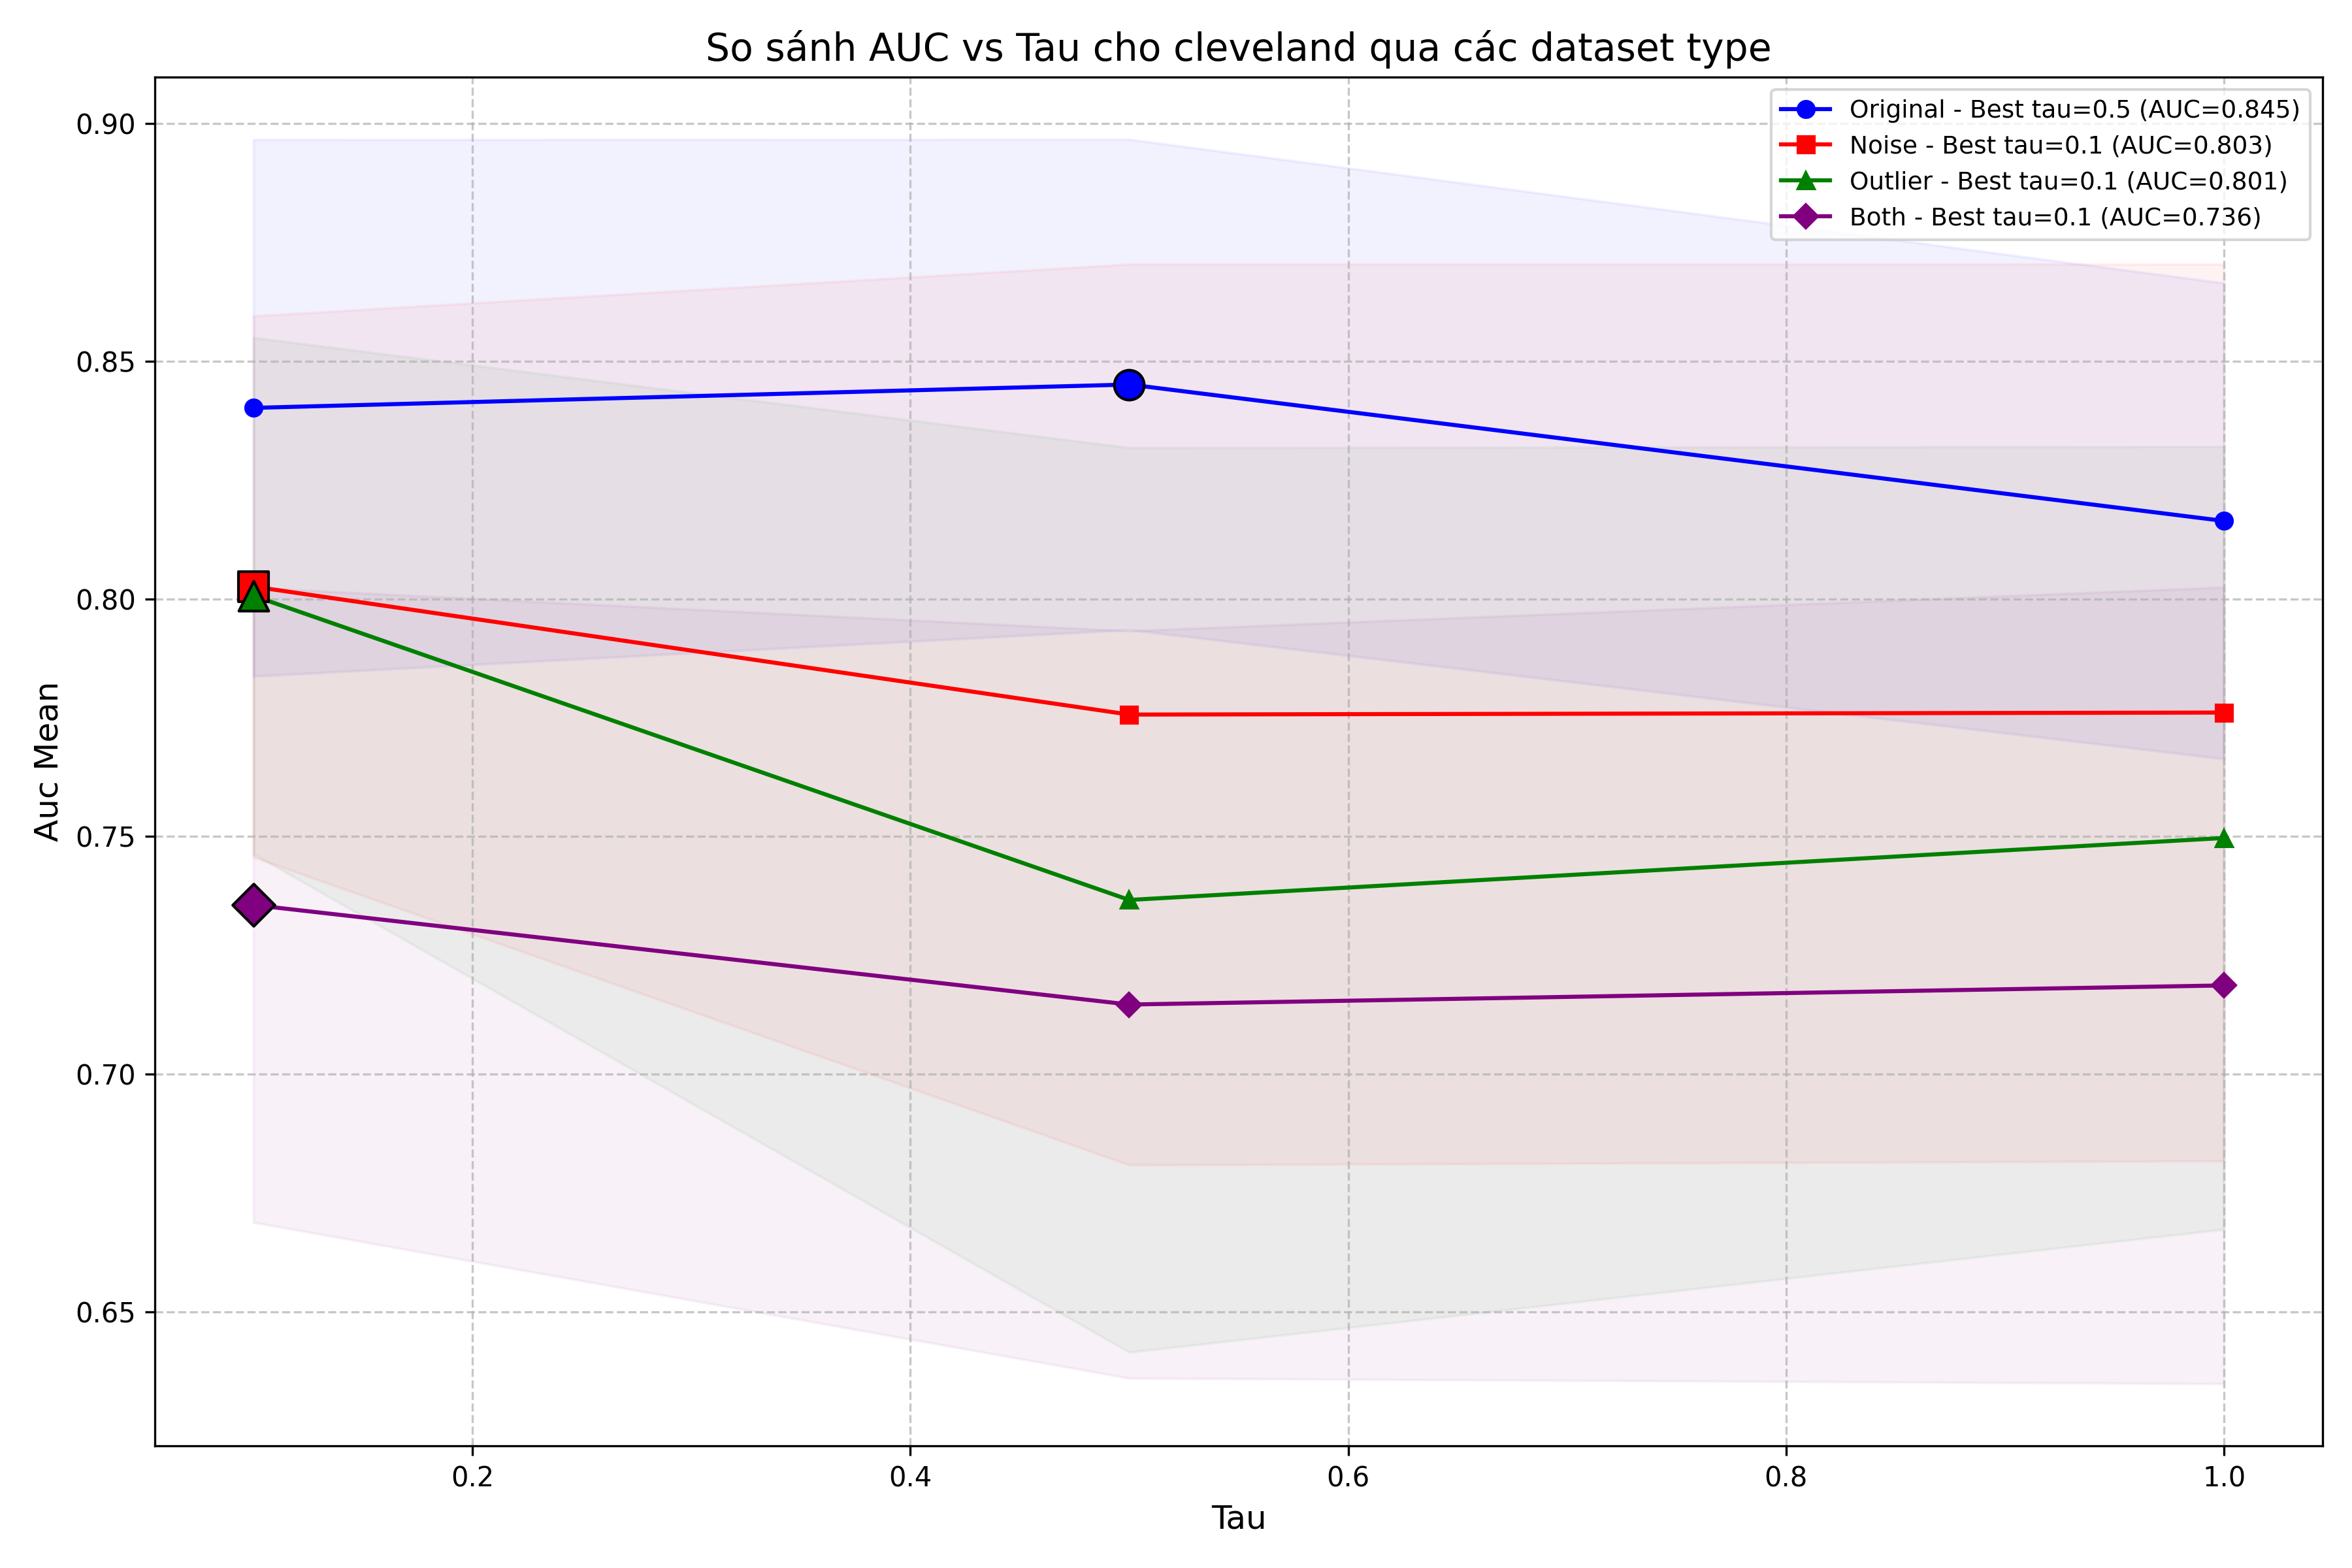 So sánh AUC vs Tau cho cleveland qua các dataset type
Original - Best tau=0.5 (AUC=0.845)
Noise - Best tau=0.1 (AUC=0.803)
Outlier - Best tau=0.1 (AUC=0.801)
Both - Best tau=0.1 (AUC=0.736)
Auc Mean
0.90
0.85
0.80
0.75
0.70
0.65
0.2
0.4
0.6
0.8
1.0
Tau